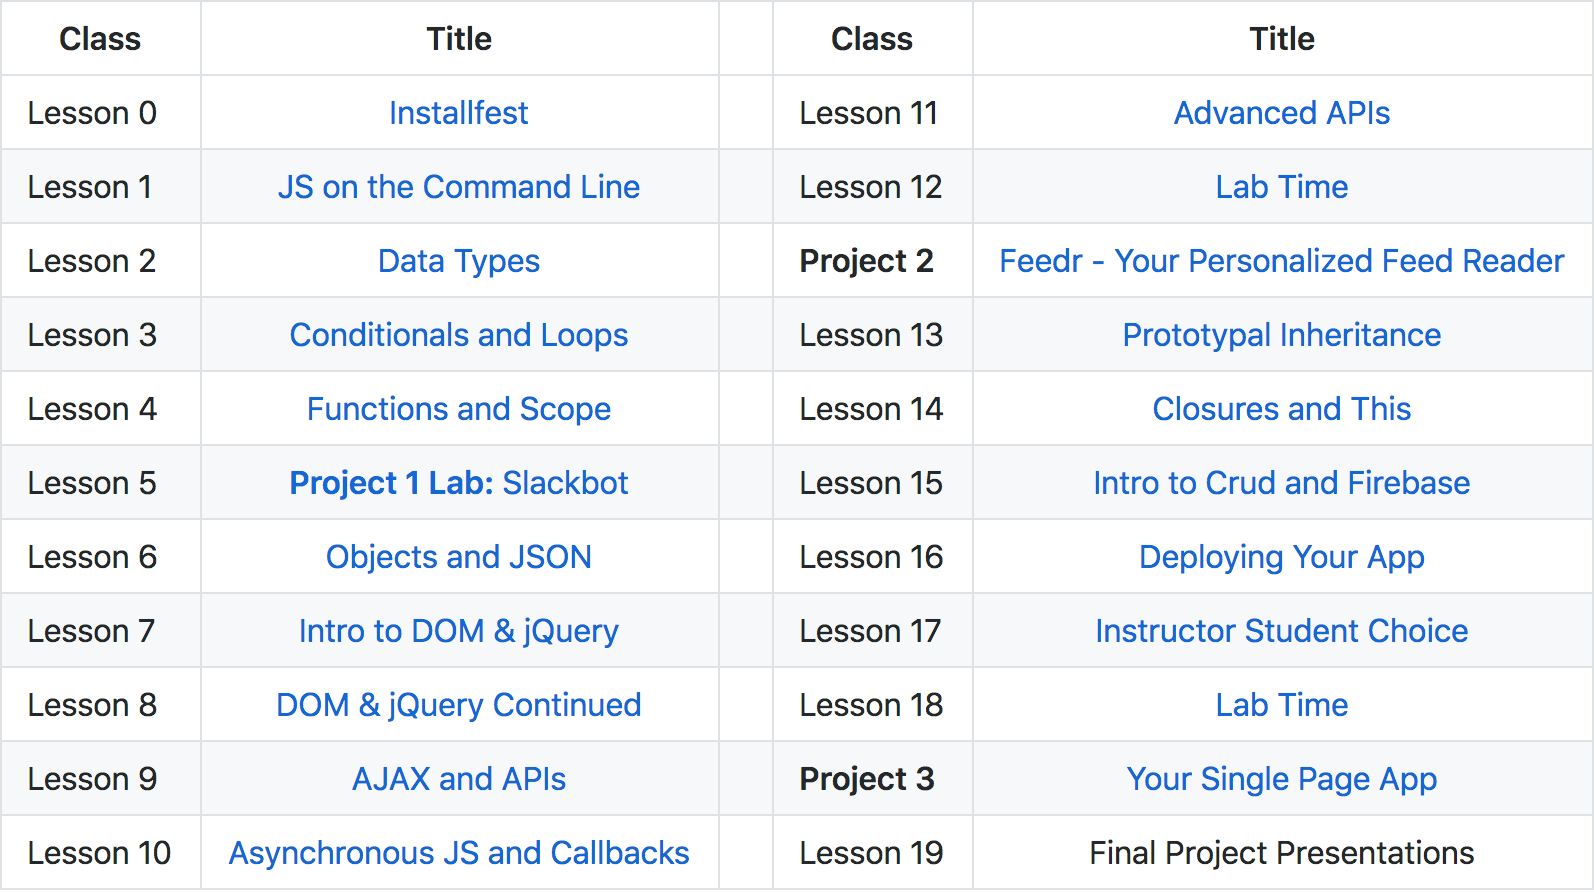 Class Title Class Title
Lesson 0 Installfest Lesson 11 Advanced APIs
Lesson 1 JS on the Command Line Lesson 12 Lab Time
Lesson 2 Data Types Project 2 Feedr - Your Personalized Feed Reader
Lesson 3 Conditionals and Loops Lesson 13 Prototypal Inheritance
Lesson 4 Functions and Scope Lesson 14 Closures and This
Lesson 5 Project 1 Lab: Slackbot Lesson 15 Intro to Crud and Firebase
Lesson 6 Objects and JSON Lesson 16 Deploying Your App
Lesson 7 Intro to DOM & jQuery Lesson 17 Instructor Student Choice
Lesson 8 DOM & jQuery Continued Lesson 18 Lab Time
Lesson 9 AJAX and APIs Project 3 Your Single Page App
Lesson 10 Asynchronous JS and Callbacks Lesson 19 Final Project Presentations